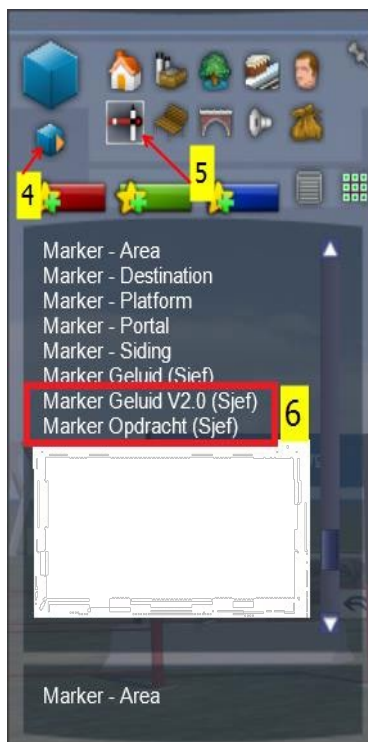 5
4
Marker - Area
Marker - Destination
Marker - Platform
Marker - Portal
Marker - Siding
Marker Geluid (Sjef)
Marker Geluid V2.0 (Sjef)
Marker Opdracht (Sjef)
6
Marker - Area